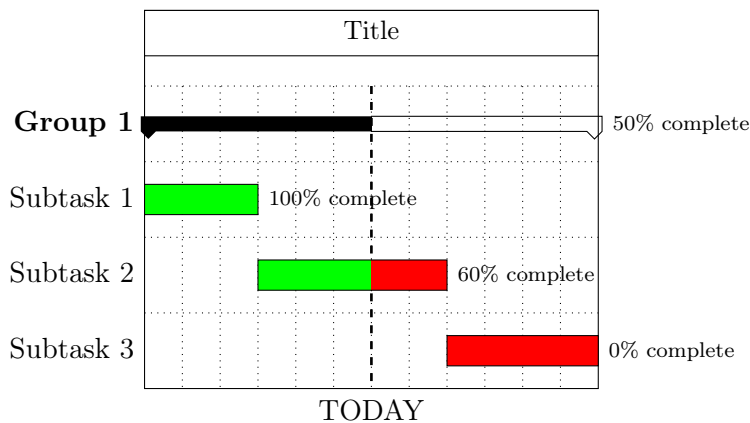 Title
Group 1 50% complete
Subtask 1 100% complete
Subtask 2 60% complete
Subtask 3 0% complete
TODAY